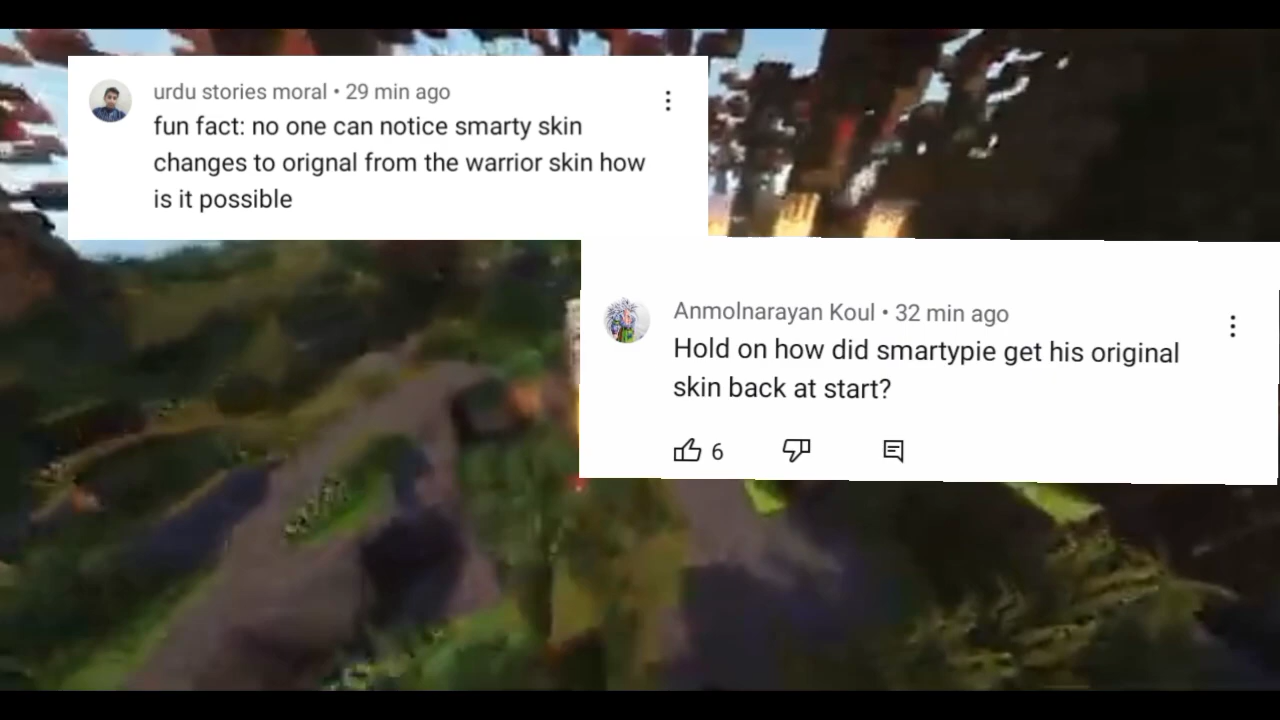 urdu stories moral • 29 min ago
fun fact: no one can notice smarty skin
changes to orignal from the warrior skin how
is it possible
Anmolnarayan Koul • 32 min ago
Hold on how did smartypie get his original
skin back at start?
6